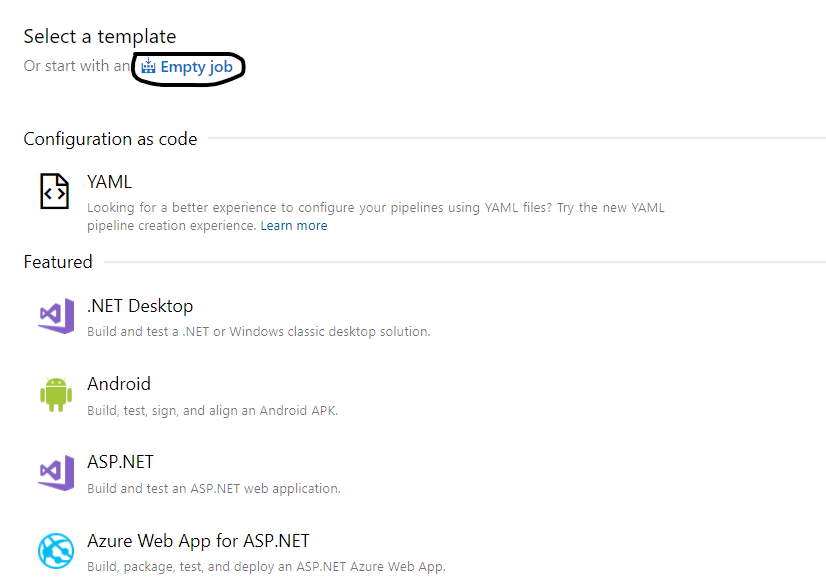 Select a template
Or start with an Empty job
Configuration as code
YAML
Looking for a better experience to configure your pipelines using YAML files? Try the new YAML
pipeline creation experience. Learn more
Featured
.NET Desktop
Build and test a .NET or Windows classic desktop solution.
Android
Build, test, sign, and align an Android APK.
ASP.NET
Build and test an ASP.NET web application.
Azure Web App for ASP.NET
Build, package, test, and deploy an ASP.NET Azure Web App.